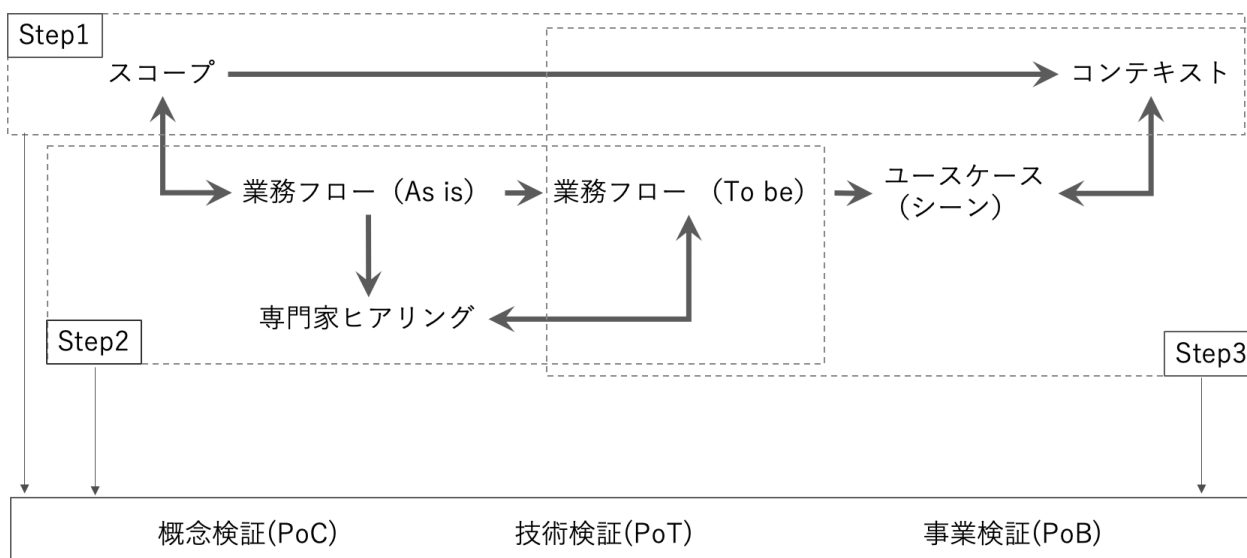 Step1
スコープ
コンテキスト
業務フロー（As is）
業務フロー （To be）
ユースケース
（シーン）
専門家ヒアリング
Step2
Step3
概念検証(PoC)
技術検証(PoT)
事業検証(PoB)